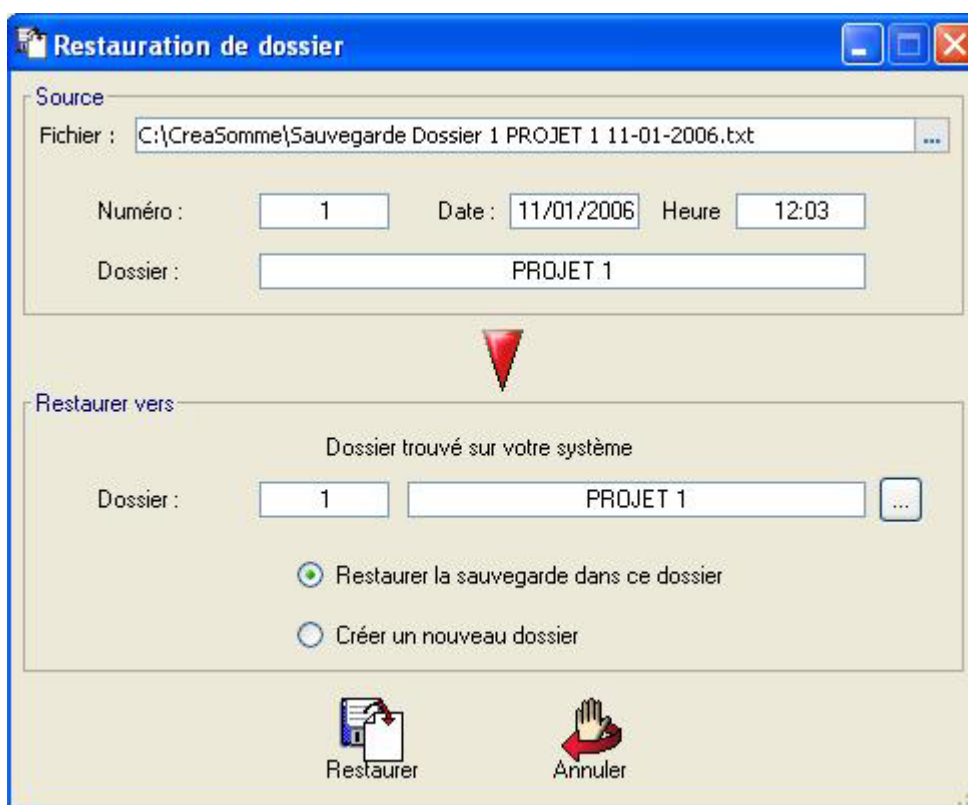 Restauration de dossier
Source
Fichier : C:\CreaSomme\Sauvegarde Dossier 1 PROJET 1 11-01-2006.txt ...
Numéro : 1 Date : 11/01/2006 Heure 12:03
Dossier : PROJET 1
Restaurer vers
Dossier trouvé sur votre système
Dossier : 1 PROJET 1 ...
Restaurer la sauvegarde dans ce dossier
Créer un nouveau dossier
Restaurer Annuler